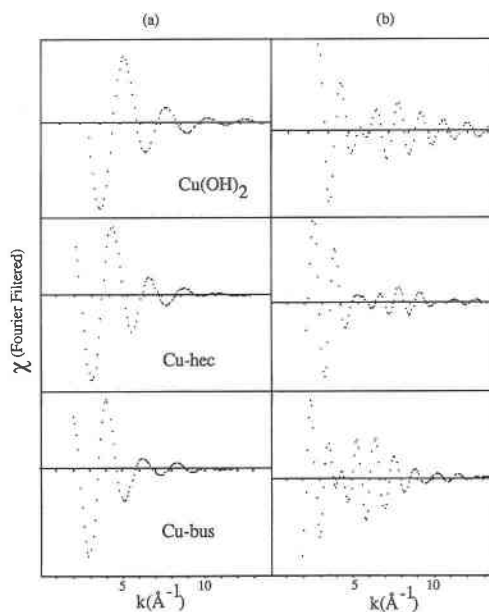 (a) (b)
Cu(OH)2
Cu-hec
Cu-bus
χ (Fourier Filtered)
5 10 5 10
k(Å-1) k(Å-1)